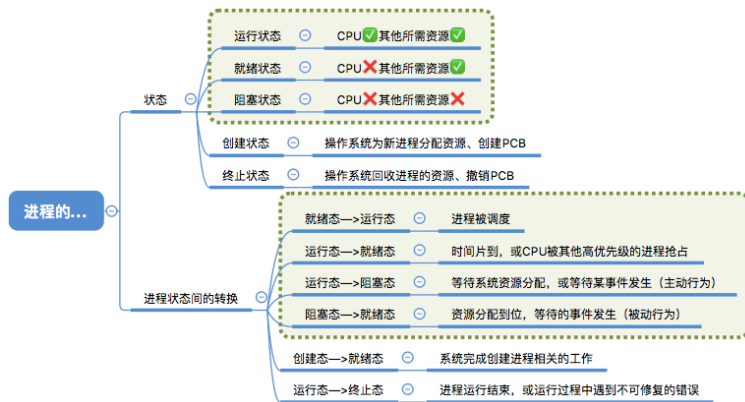 运行状态 CPU✅其他所需资源✅
就绪状态 CPU❌其他所需资源✅
阻塞状态 CPU❌其他所需资源❌
状态
创建状态 操作系统为新进程分配资源、创建PCB
终止状态 操作系统回收进程的资源、撤销PCB
进程的...
就绪态—>运行态 进程被调度
运行态—>就绪态 时间片到，或CPU被其他高优先级的进程抢占
运行态—>阻塞态 等待系统资源分配，或等待某事件发生（主动行为）
进程状态间的转换
阻塞态—>就绪态 资源分配到位，等待的事件发生（被动行为）
创建态—>就绪态 系统完成创建进程相关的工作
运行态—>终止态 进程运行结束，或运行过程中遇到不可修复的错误